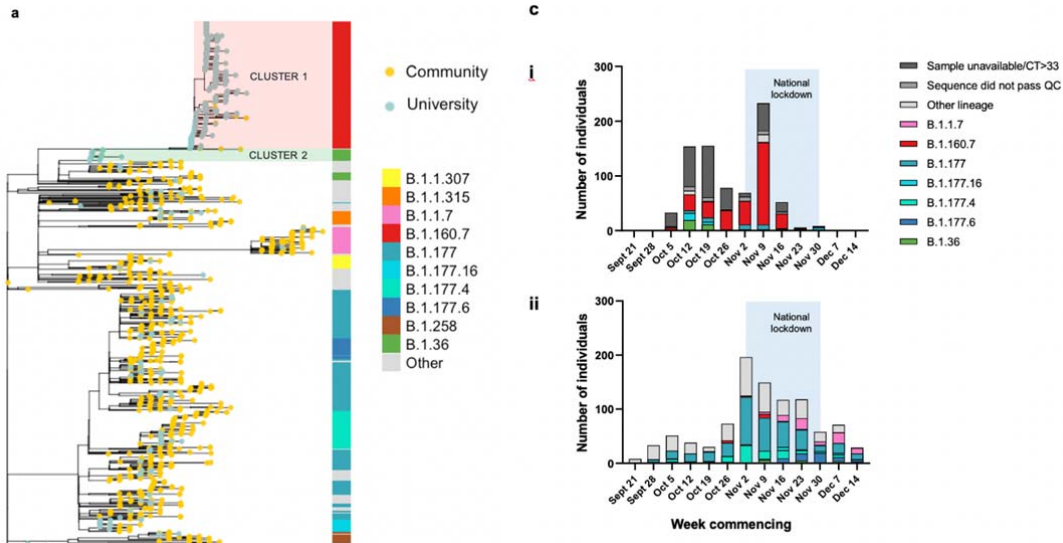 a
CLUSTER 1
CLUSTER 2
Community
University
B.1.1.307
B.1.1.315
B.1.1.7
B.1.160.7
B.1.177
B.1.177.16
B.1.177.4
B.1.177.6
B.1.258
B.1.36
Other
c
i
Number of individuals
300
200
100
0
National
lockdown
Sept 21
Sept 28
Oct 5
Oct 12
Oct 19
Oct 26
Nov 2
Nov 9
Nov 16
Nov 23
Nov 30
Dec 7
Dec 14
Sample unavailable/CT>33
Sequence did not pass QC
Other lineage
B.1.1.7
B.1.160.7
B.1.177
B.1.177.16
B.1.177.4
B.1.177.6
B.1.36
ii
Number of individuals
300
200
100
0
National
lockdown
Sept 21
Sept 28
Oct 5
Oct 12
Oct 19
Oct 26
Nov 2
Nov 9
Nov 16
Nov 23
Nov 30
Dec 7
Dec 14
Week commencing